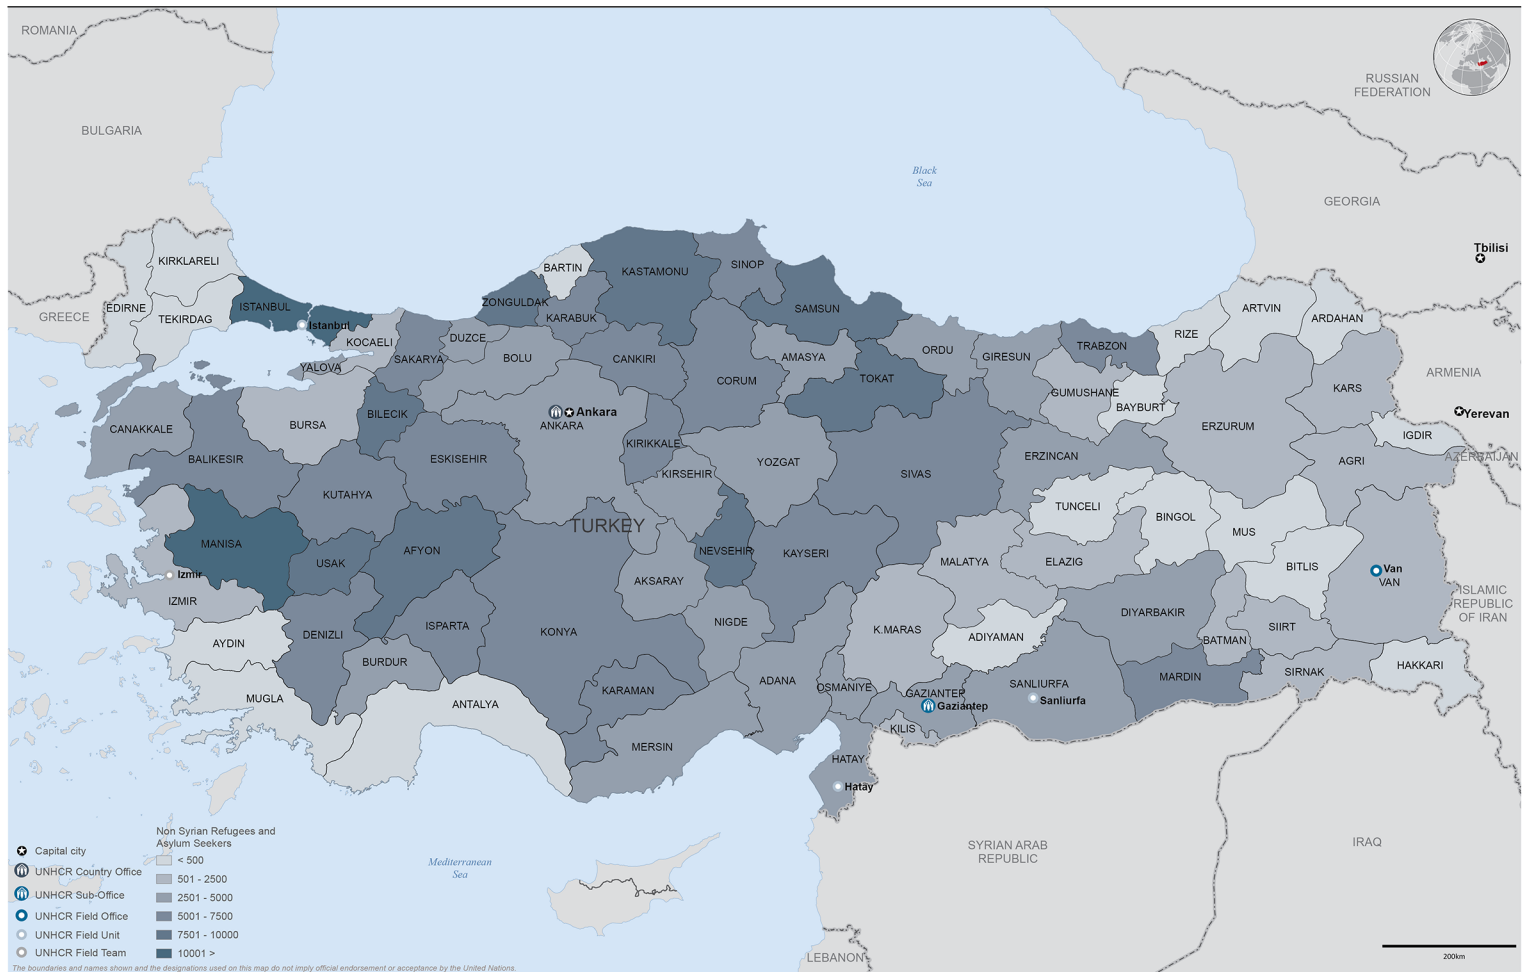 ROMANIA
RUSSIAN
FEDERATION
BULGARIA
Black
Sea
GEORGIA
Tbilisi
KIRKLARELI
BARTIN
SINOP
KASTAMONU
EDIRNE
ISTANBUL
ZONGULDAK
SAMSUN
ARTVIN
ARDAHAN
GREECE
TEKIRDAG
Istanbul
KARABUK
KOCAELI
DUZCE
RIZE
TRABZON
SAKARYA
BOLU
CANKIRI
AMASYA
ORDU
GIRESUN
YALOVA
CORUM
TOKAT
ARMENIA
KARS
GUMUSHANE
BAYBURT
BILECIK
Ankara
ANKARA
Yerevan
BURSA
CANAKKALE
ERZURUM
IGDIR
KIRIKKALE
BALIKESIR
ESKISEHIR
ERZINCAN
AZERBAIJAN
YOZGAT
AGRI
KIRSEHIR
SIVAS
KUTAHYA
TUNCELI
BINGOL
TURKEY
MUS
MANISA
AFYON
NEVSEHIR
KAYSERI
USAK
MALATYA
ELAZIG
BITLIS
Van
VAN
Izmir
AKSARAY
ISLAMIC
REPUBLIC
OF IRAN
IZMIR
DIYARBAKIR
NIGDE
ISPARTA
SIIRT
KONYA
K.MARAS
DENIZLI
ADIYAMAN
BATMAN
AYDIN
BURDUR
HAKKARI
SIRNAK
MARDIN
ADANA
SANLIURFA
OSMANIYE
KARAMAN
GAZIANTEP
MUGLA
Sanliurfa
ANTALYA
Gaziantep
KILIS
MERSIN
HATAY
Hatay
SYRIAN ARAB
REPUBLIC
IRAQ
Mediterranean
Sea
LEBANON
Non Syrian Refugees and
Asylum Seekers
< 500
501 - 2500
2501 - 5000
5001 - 7500
7501 - 10000
10001 >
Capital city
UNHCR Country Office
UNHCR Sub-Office
UNHCR Field Office
UNHCR Field Unit
UNHCR Field Team
200km
The boundaries and names shown and the designations used on this map do not imply official endorsement or acceptance by the United Nations.